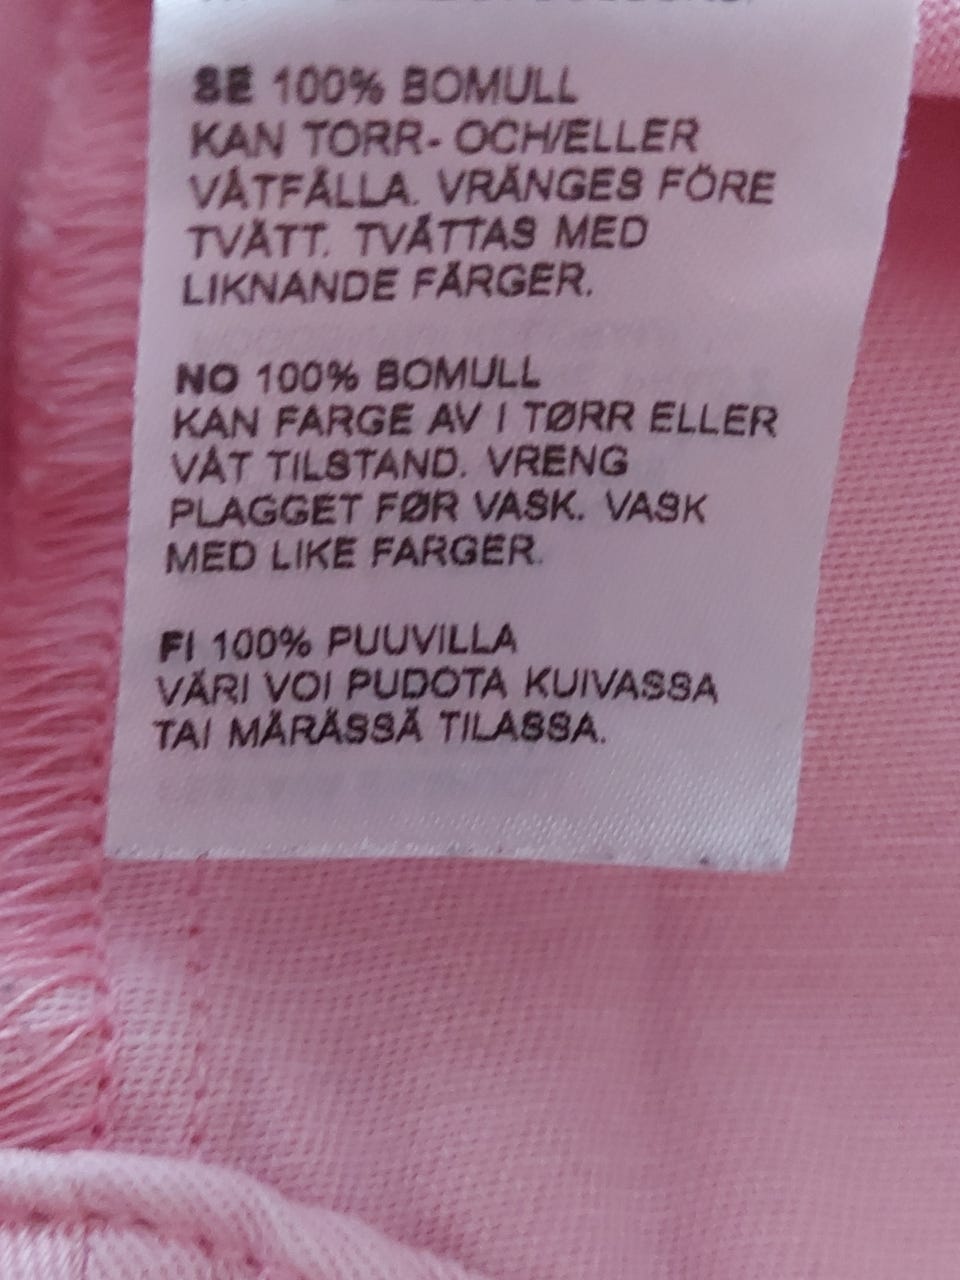 SE 100% BOMULL
KAN TORR- OCH/ELLER
VÅTFÄLLA. VRÄNGES FÖRE
TVÄTT. TVÄTTAS MED
LIKNANDE FÄRGER.
NO 100% BOMULL
KAN FARGE AV I TØRR ELLER
VÅT TILSTAND. VRENG
PLAGGET FØR VASK. VASK
MED LIKE FARGER.
FI 100% PUUVILLA
VÄRI VOI PUDOTA KUIVASSA
TAI MÄRÄSSÄ TILASSA.